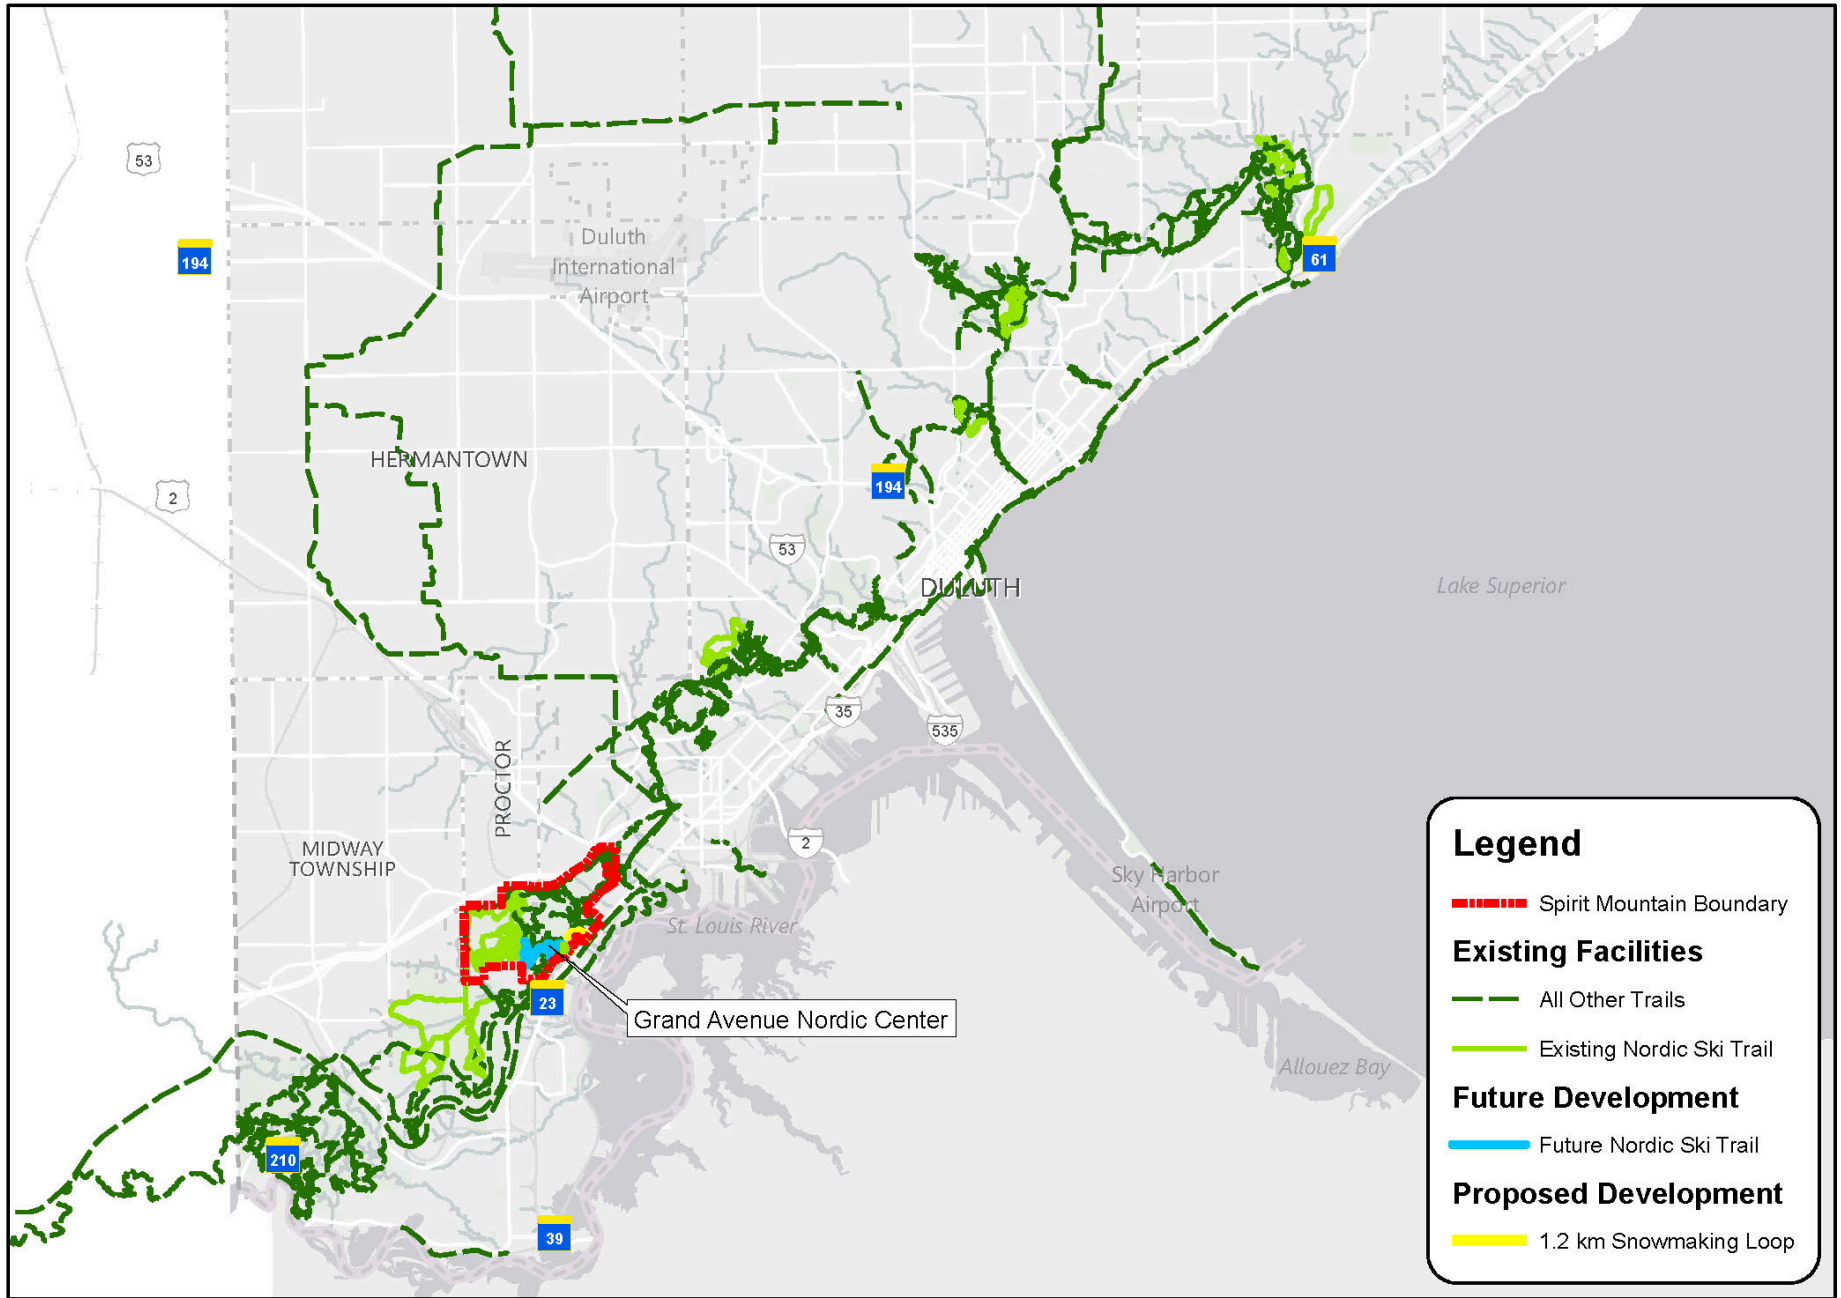 53
194
Duluth
International
Airport
61
HERMANTOWN
2
194
53
DULUTH
Lake Superior
35
535
PROCTOR
MIDWAY
TOWNSHIP
2
St. Louis River
Sky Harbor
Airport
23
Grand Avenue Nordic Center
Allouez Bay
210
39
Legend
Spirit Mountain Boundary
Existing Facilities
All Other Trails
Existing Nordic Ski Trail
Future Development
Future Nordic Ski Trail
Proposed Development
1.2 km Snowmaking Loop